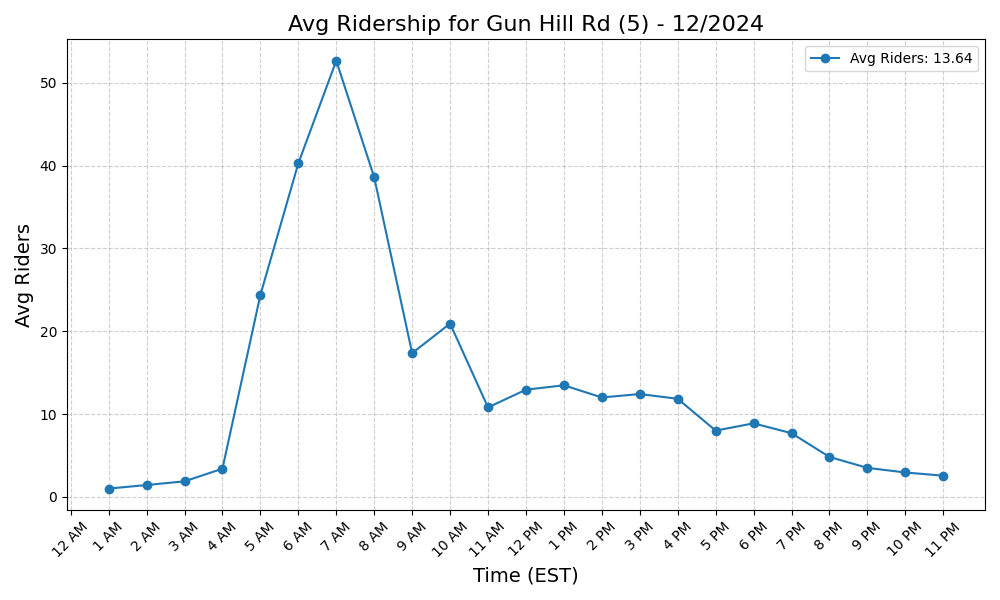 Avg Ridership for Gun Hill Rd (5) - 12/2024
Avg Riders: 13.64
Avg Riders
50
40
30
20
10
0
12 AM
1 AM
2 AM
3 AM
4 AM
5 AM
6 AM
7 AM
8 AM
9 AM
10 AM
11 AM
12 PM
1 PM
2 PM
3 PM
4 PM
5 PM
6 PM
7 PM
8 PM
9 PM
10 PM
11 PM
Time (EST)